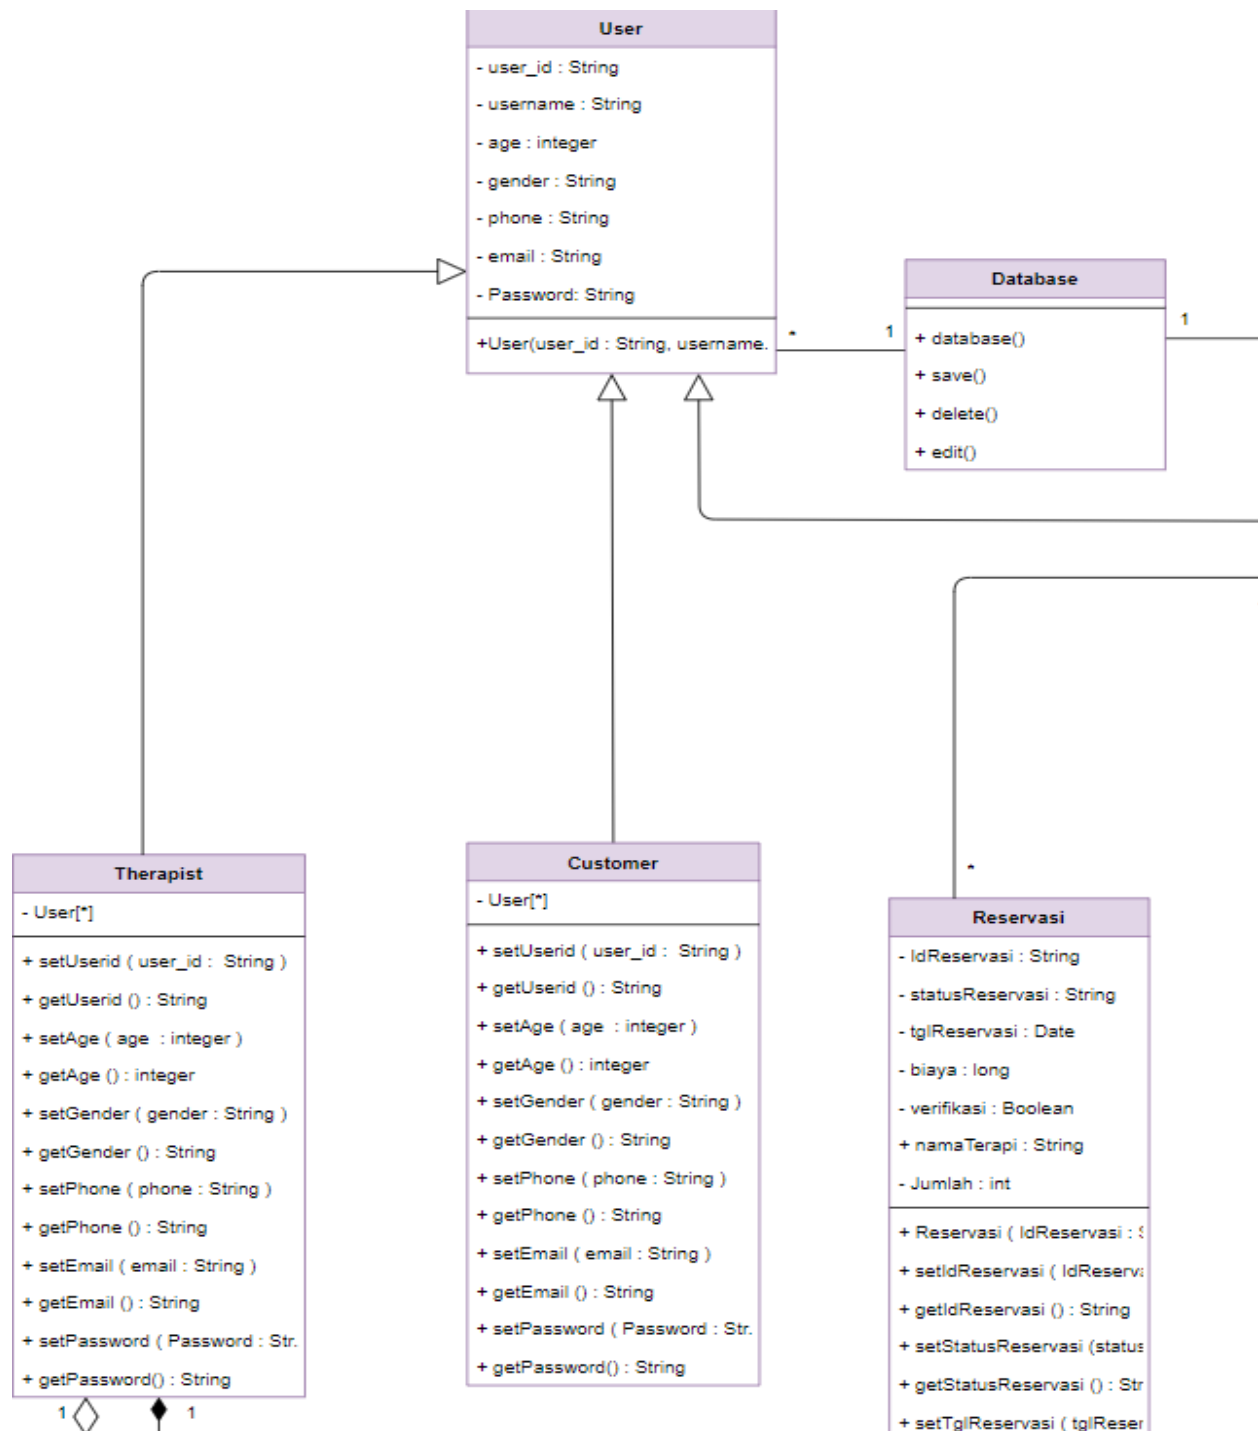 User
- user_id : String
- username : String
- age : integer
- gender : String
- phone : String
- email : String
- Password: String
+User(user_id : String, username.
*
1
Database
+ database()
+ save()
+ delete()
+ edit()
1
Therapist
- User[*]
+ setUserid ( user_id : String )
+ getUserid () : String
+ setAge ( age : integer )
+ getAge () : integer
+ setGender ( gender : String )
+ getGender () : String
+ setPhone ( phone : String )
+ getPhone () : String
+ setEmail ( email : String )
+ getEmail () : String
+ setPassword ( Password : Str.
+ getPassword() : String
1
1
Customer
- User[*]
+ setUserid ( user_id : String )
+ getUserid () : String
+ setAge ( age : integer )
+ getAge () : integer
+ setGender ( gender : String )
+ getGender () : String
+ setPhone ( phone : String )
+ getPhone () : String
+ setEmail ( email : String )
+ getEmail () : String
+ setPassword ( Password : Str.
+ getPassword() : String
*
Reservasi
- IdReservasi : String
- statusReservasi : String
- tglReservasi : Date
- biaya : long
- verifikasi : Boolean
+ namaTerapi : String
- Jumlah : int
+ Reservasi ( IdReservasi :
+ setIdReservasi ( IdReserv
+ getIdReservasi () : String
+ setStatusReservasi (status
+ getStatusReservasi () : Str
+ setTglReservasi ( tglReser